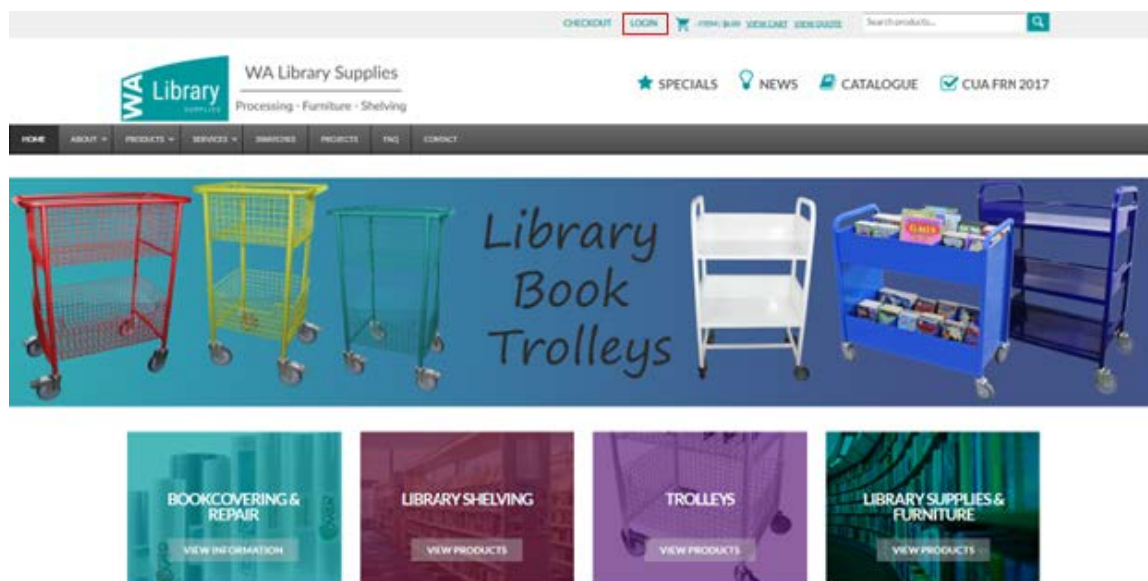 CHECKOUT LOGIN VIEW CART VIEW QUOTE Search products...
WA Library
SUPPLIES
WA Library Supplies
Processing - Furniture - Shelving
SPECIALS NEWS CATALOGUE CUA FRN 2017
HOME ABOUT PRODUCTS SERVICES SWATCHES PROJECTS FAQ CONTACT
Library
Book
Trolleys
BOOKCOVERING &
REPAIR
VIEW INFORMATION
LIBRARY SHELVING
VIEW PRODUCTS
TROLLEYS
VIEW PRODUCTS
LIBRARY SUPPLIES &
FURNITURE
VIEW PRODUCTS